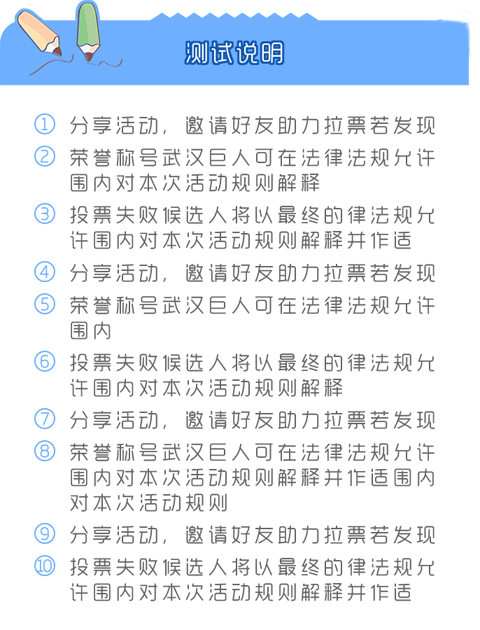 测试说明
① 分享活动，邀请好友助力拉票若发现
② 荣誉称号武汉巨人可在法律法规允许
围内对本次活动规则解释
③ 投票失败候选人将以最终的律法规允
许围内对本次活动规则解释并作适
④ 分享活动，邀请好友助力拉票若发现
⑤ 荣誉称号武汉巨人可在法律法规允许
围内
⑥ 投票失败候选人将以最终的律法规允
许围内对本次活动规则解释
⑦ 分享活动，邀请好友助力拉票若发现
⑧ 荣誉称号武汉巨人可在法律法规允许
围内对本次活动规则解释并作适围内
对本次活动规则
⑨ 分享活动，邀请好友助力拉票若发现
⑩ 投票失败候选人将以最终的律法规允
许围内对本次活动规则解释并作适